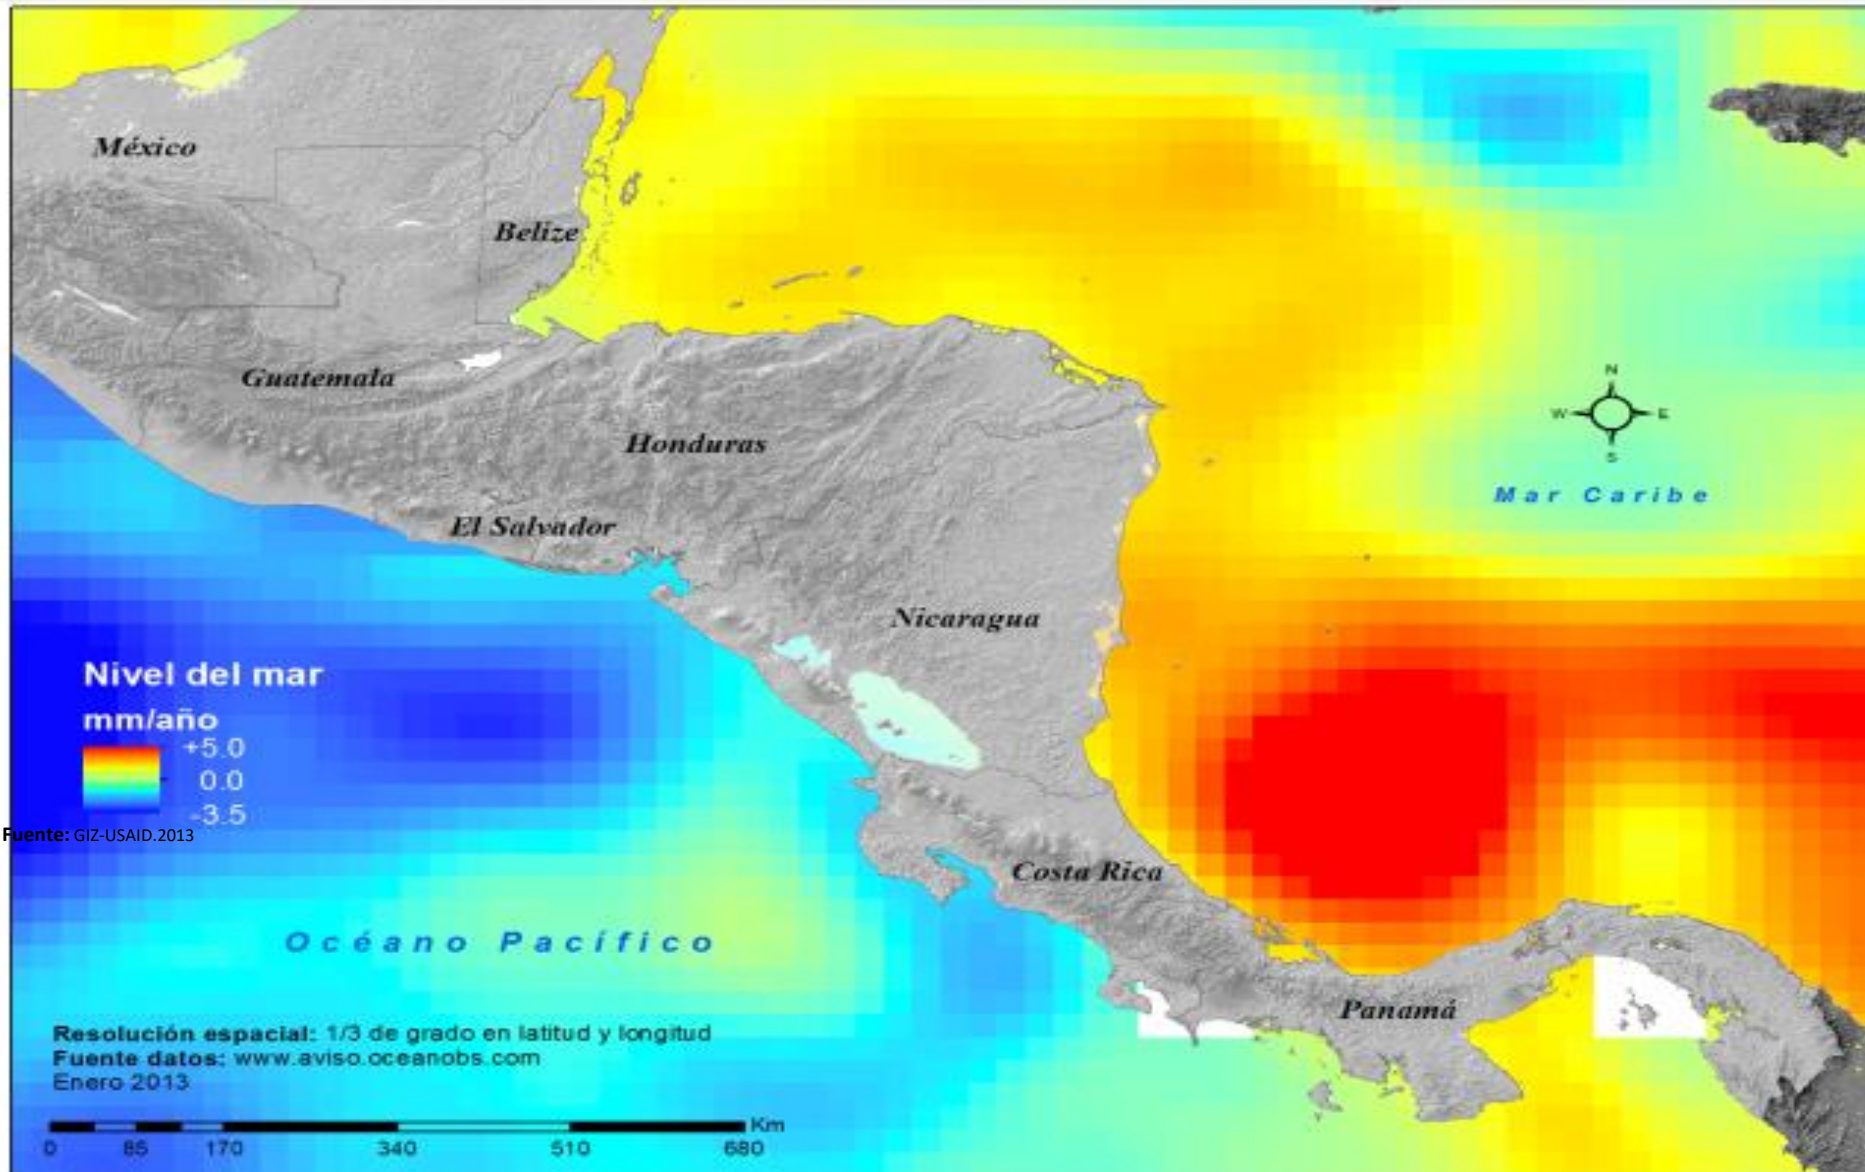 México
Belize
Guatemala
Honduras
N
W E
S
Mar Caribe
El Salvador
Nicaragua
Nivel del mar
mm/año
+5.0
0.0
-3.5
Fuente: GIZ-USAID.2013
Costa Rica
Océano Pacífico
Panamá
Resolución espacial: 1/3 de grado en latitud y longitud
Fuente datos: www.aviso.oceanobs.com
Enero 2013
Km
0 85 170 340 510 680